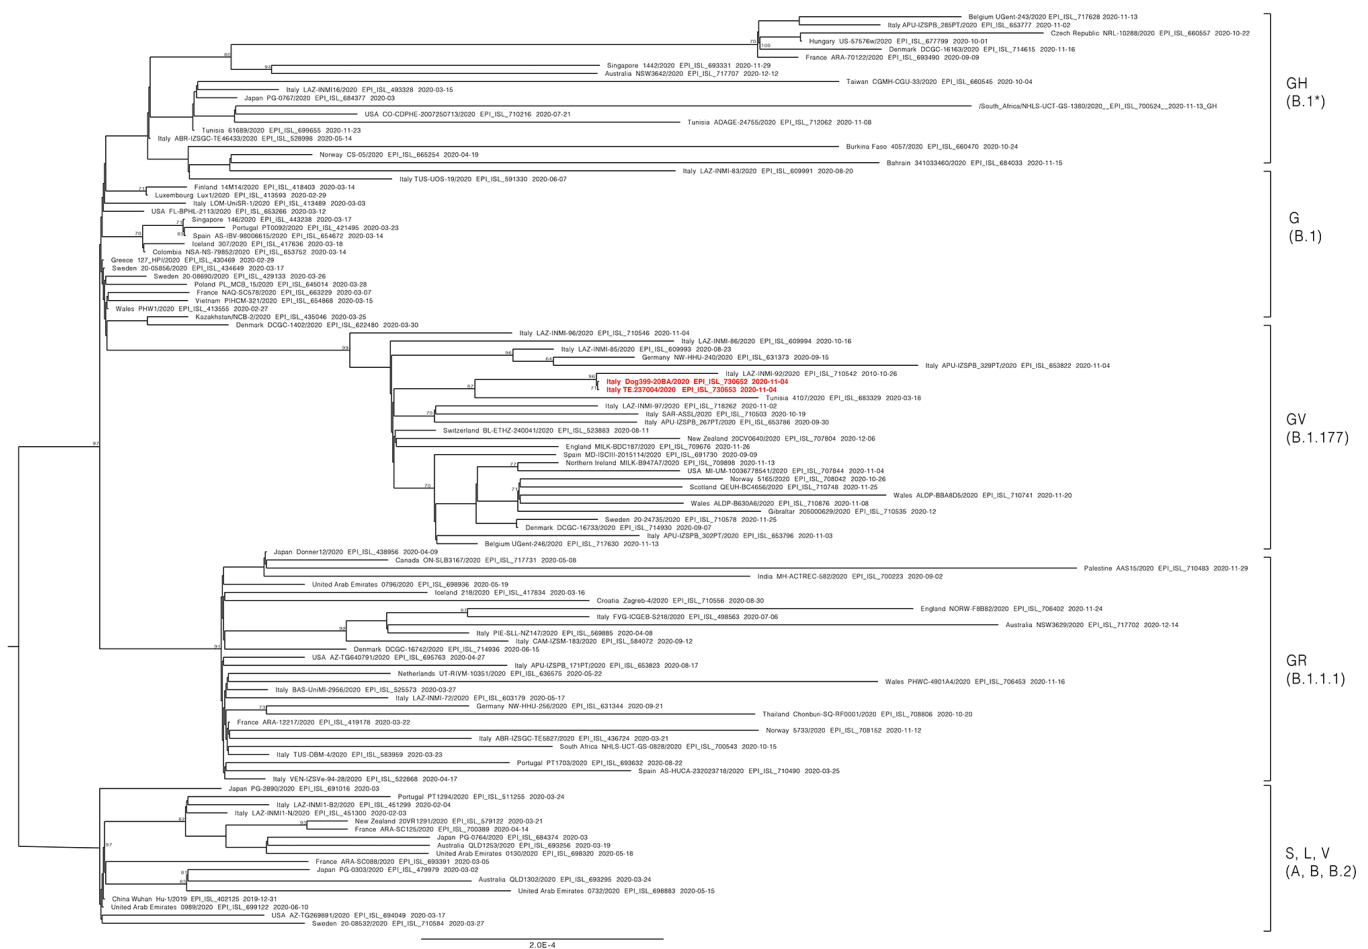 Belgium UGent-243/2020 EPI_ISL_717628 2020-11-13
Italy APU-IZSPB_285PT/2020 EPI_ISL_653777 2020-11-02
Czech Republic NRL-10288/2020 EPI_ISL_660557 2020-10-22
Hungary US-57576w/2020 EPI_ISL_677799 2020-10-01
Denmark DCGC-16163/2020 EPI_ISL_714615 2020-11-16
France ARA-70122/2020 EPI_ISL_693490 2020-09-09
Singapore 1442/2020 EPI_ISL_693331 2020-11-29
Australia NSW3642/2020 EPI_ISL_717707 2020-12-12
Taiwan CGMH-CGU-33/2020 EPI_ISL_660545 2020-10-04
Italy LAZ-INMI16/2020 EPI_ISL_493328 2020-03-15
Japan PG-0767/2020 EPI_ISL_684377 2020-03
/South_Africa/NHLS-UCT-GS-1380/2020__EPI_ISL_700524__2020-11-13_GH
USA CO-CDPHE-2007250713/2020 EPI_ISL_710216 2020-07-21
Tunisia ADAGE-24755/2020 EPI_ISL_712062 2020-11-08
Tunisia 61689/2020 EPI_ISL_699655 2020-11-23
Italy ABR-IZSGC-TE46433/2020 EPI_ISL_528998 2020-05-14
Burkina Faso 4057/2020 EPI_ISL_660470 2020-10-24
Norway CS-05/2020 EPI_ISL_665254 2020-04-19
Bahrain 341033460/2020 EPI_ISL_684033 2020-11-15
GH
(B.1*)
Italy LAZ-INMI-83/2020 EPI_ISL_609991 2020-08-20
Italy TUS-UOS-19/2020 EPI_ISL_591330 2020-06-07
Finland 14M14/2020 EPI_ISL_418403 2020-03-14
Luxembourg Lux1/2020 EPI_ISL_413593 2020-02-29
Italy LOM-UniSR-1/2020 EPI_ISL_413489 2020-03-03
USA FL-BPHL-2113/2020 EPI_ISL_653266 2020-03-12
Singapore 146/2020 EPI_ISL_443238 2020-03-17
Portugal PT0092/2020 EPI_ISL_421495 2020-03-23
Spain AS-IBV-98006615/2020 EPI_ISL_654672 2020-03-14
Iceland 307/2020 EPI_ISL_417636 2020-03-18
Colombia NSA-NS-79852/2020 EPI_ISL_653752 2020-03-14
Greece 127_HPI/2020 EPI_ISL_430469 2020-02-29
Sweden 20-05856/2020 EPI_ISL_434649 2020-03-17
Sweden 20-08690/2020 EPI_ISL_429133 2020-03-26
Poland PL_MCB_15/2020 EPI_ISL_645014 2020-03-28
France NAQ-SC578/2020 EPI_ISL_663229 2020-03-07
Vietnam PIHCM-321/2020 EPI_ISL_654868 2020-03-15
Wales PHW1/2020 EPI_ISL_413555 2020-02-27
Kazakhstan/NCB-2/2020 EPI_ISL_435046 2020-03-25
Denmark DCGC-1402/2020 EPI_ISL_622480 2020-03-30
G
(B.1)
Italy LAZ-INMI-96/2020 EPI_ISL_710546 2020-11-04
Italy LAZ-INMI-86/2020 EPI_ISL_609994 2020-10-16
Italy LAZ-INMI-85/2020 EPI_ISL_609993 2020-08-23
Germany NW-HHU-240/2020 EPI_ISL_631373 2020-09-15
Italy APU-IZSPB_329PT/2020 EPI_ISL_653822 2020-11-04
Italy LAZ-INMI-92/2020 EPI_ISL_710542 2010-10-26
Italy Dog399-20BA/2020 EPI_ISL_730652 2020-11-04
Italy TE.237004/2020 EPI_ISL_730653 2020-11-04
Tunisia 4107/2020 EPI_ISL_683329 2020-03-18
Italy LAZ-INMI-97/2020 EPI_ISL_718262 2020-11-02
Italy SAR-ASSL/2020 EPI_ISL_710503 2020-10-19
Italy APU-IZSPB_267PT/2020 EPI_ISL_653786 2020-09-30
Switzerland BL-ETHZ-240041/2020 EPI_ISL_523883 2020-08-11
New Zealand 20CV0640/2020 EPI_ISL_707804 2020-12-06
England MILK-BDC187/2020 EPI_ISL_709676 2020-11-26
Spain MD-ISCIII-2015114/2020 EPI_ISL_691730 2020-09-09
Northern Ireland MILK-B947A7/2020 EPI_ISL_709898 2020-11-13
USA MI-UM-10036778541/2020 EPI_ISL_707844 2020-11-04
Norway 5165/2020 EPI_ISL_708042 2020-10-26
Scotland QEUH-BC4656/2020 EPI_ISL_710748 2020-11-25
Wales ALDP-BBA8D5/2020 EPI_ISL_710741 2020-11-20
Wales ALDP-B630A6/2020 EPI_ISL_710876 2020-11-08
Gibraltar 205000629/2020 EPI_ISL_710535 2020-12
Sweden 20-24735/2020 EPI_ISL_710578 2020-11-25
Denmark DCGC-16733/2020 EPI_ISL_714930 2020-09-07
Italy APU-IZSPB_302PT/2020 EPI_ISL_653796 2020-11-03
Belgium UGent-246/2020 EPI_ISL_717630 2020-11-13
GV
(B.1.177)
Japan Donner12/2020 EPI_ISL_438956 2020-04-09
Canada ON-SLB3167/2020 EPI_ISL_717731 2020-05-08
Palestine AAS15/2020 EPI_ISL_710483 2020-11-29
India MH-ACTREC-582/2020 EPI_ISL_700223 2020-09-02
United Arab Emirates 0796/2020 EPI_ISL_698936 2020-05-19
Iceland 218/2020 EPI_ISL_417834 2020-03-16
Croatia Zagreb-4/2020 EPI_ISL_710556 2020-08-30
England NORW-F8B82/2020 EPI_ISL_706402 2020-11-24
Italy FVG-ICGEB-S218/2020 EPI_ISL_498563 2020-07-06
Australia NSW3629/2020 EPI_ISL_717702 2020-12-14
Italy PIE-SLL-NZ147/2020 EPI_ISL_569885 2020-04-08
Italy CAM-IZSM-183/2020 EPI_ISL_584072 2020-09-12
Denmark DCGC-16742/2020 EPI_ISL_714936 2020-06-15
USA AZ-TG640791/2020 EPI_ISL_695763 2020-04-27
Italy APU-IZSPB_171PT/2020 EPI_ISL_653823 2020-08-17
Netherlands UT-RIVM-10351/2020 EPI_ISL_636575 2020-05-22
Wales PHWC-4901A4/2020 EPI_ISL_706453 2020-11-16
Italy BAS-UniMI-2956/2020 EPI_ISL_525573 2020-03-27
Italy LAZ-INMI-72/2020 EPI_ISL_603179 2020-05-17
Germany NW-HHU-256/2020 EPI_ISL_631344 2020-09-21
Thailand Chonburi-SQ-RF0001/2020 EPI_ISL_708806 2020-10-20
France ARA-12217/2020 EPI_ISL_419178 2020-03-22
Norway 5733/2020 EPI_ISL_708152 2020-11-12
Italy ABR-IZSGC-TE5827/2020 EPI_ISL_436724 2020-03-21
South Africa NHLS-UCT-GS-0828/2020 EPI_ISL_700543 2020-10-15
Italy TUS-DBM-4/2020 EPI_ISL_583959 2020-03-23
Portugal PT1703/2020 EPI_ISL_693632 2020-08-22
Spain AS-HUCA-232023718/2020 EPI_ISL_710490 2020-03-25
Italy VEN-IZSVe-94-28/2020 EPI_ISL_522868 2020-04-17
GR
(B.1.1.1)
Japan PG-2890/2020 EPI_ISL_691016 2020-03
Portugal PT1294/2020 EPI_ISL_511255 2020-03-24
Italy LAZ-INMI1-B2/2020 EPI_ISL_451299 2020-02-04
Italy LAZ-INMI1-N/2020 EPI_ISL_451300 2020-02-03
New Zealand 20VR1291/2020 EPI_ISL_579122 2020-03-21
France ARA-SC125/2020 EPI_ISL_700389 2020-04-14
Japan PG-0764/2020 EPI_ISL_684374 2020-03
Australia QLD1253/2020 EPI_ISL_693256 2020-03-19
United Arab Emirates 0130/2020 EPI_ISL_698320 2020-05-18
France ARA-SC088/2020 EPI_ISL_693391 2020-03-05
Japan PG-0303/2020 EPI_ISL_479979 2020-03-02
Australia QLD1302/2020 EPI_ISL_693295 2020-03-24
United Arab Emirates 0732/2020 EPI_ISL_698883 2020-05-15
China Wuhan Hu-1/2019 EPI_ISL_402125 2019-12-31
United Arab Emirates 0989/2020 EPI_ISL_699122 2020-06-10
USA AZ-TG269891/2020 EPI_ISL_694049 2020-03-17
Sweden 20-08532/2020 EPI_ISL_710584 2020-03-27
S, L, V
(A, B, B.2)
2.0E-4